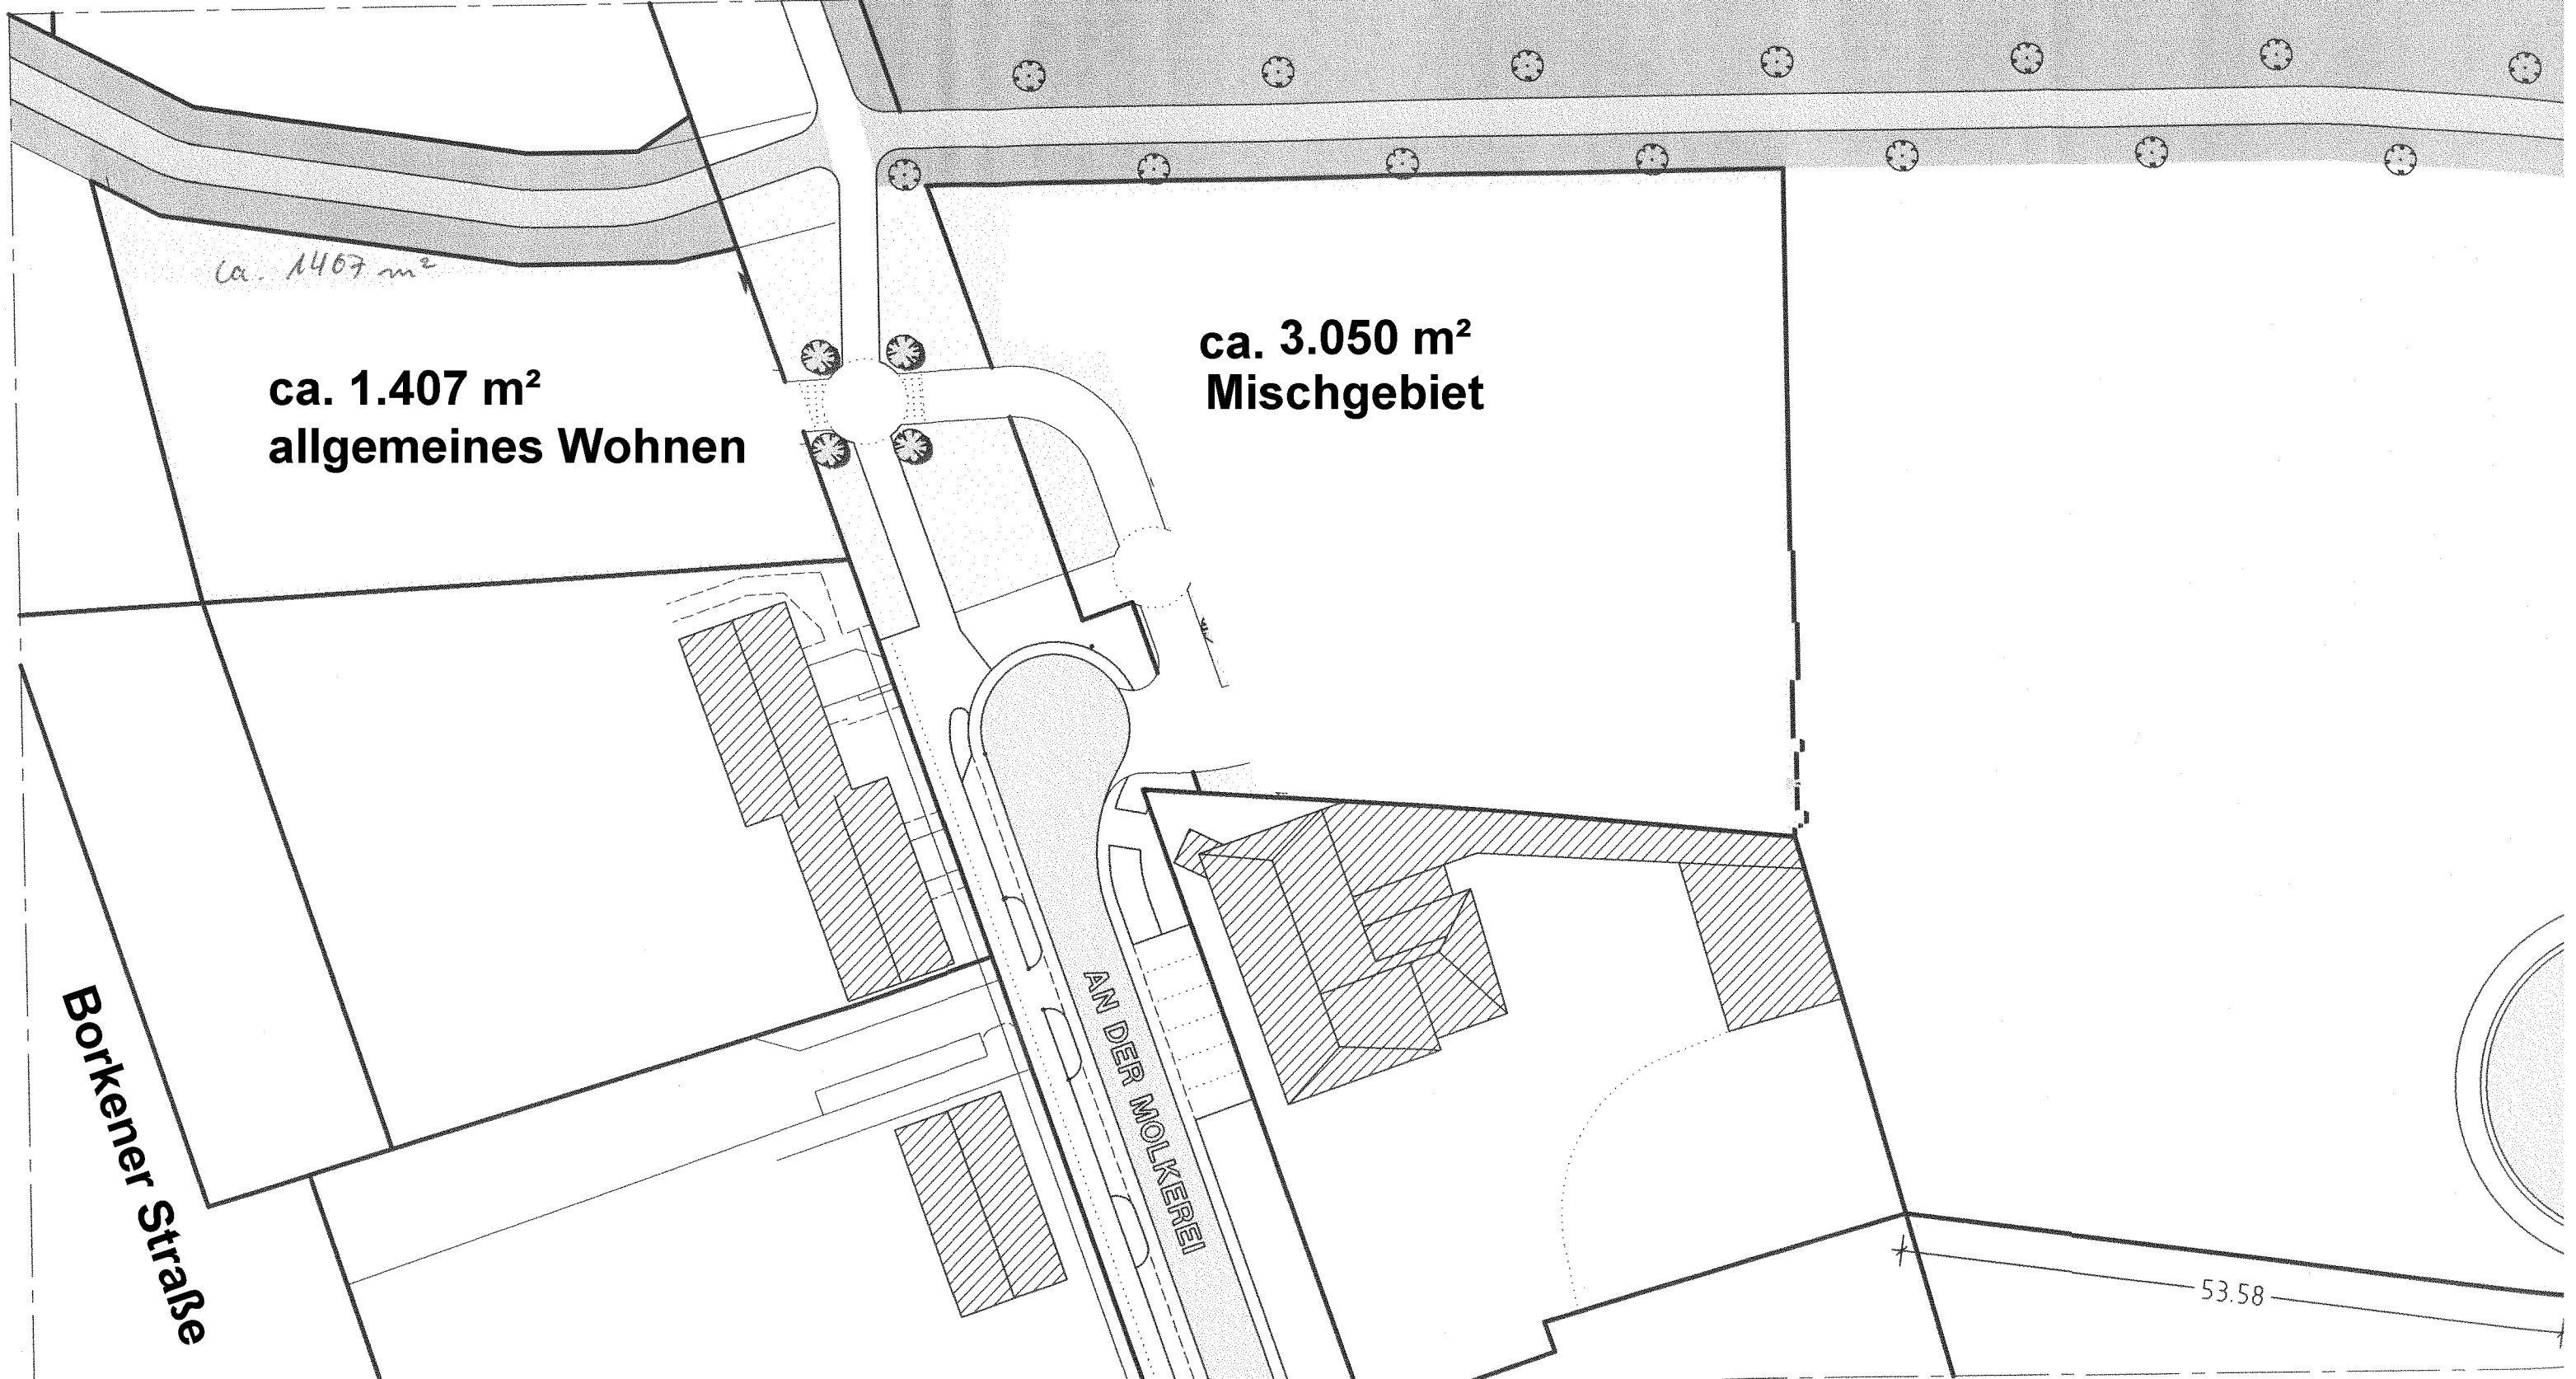 ca. 1407 m²
ca. 1.407 m²
allgemeines Wohnen
ca. 3.050 m²
Mischgebiet
Borkener Straße
AN DER MOLKEREI
53.58